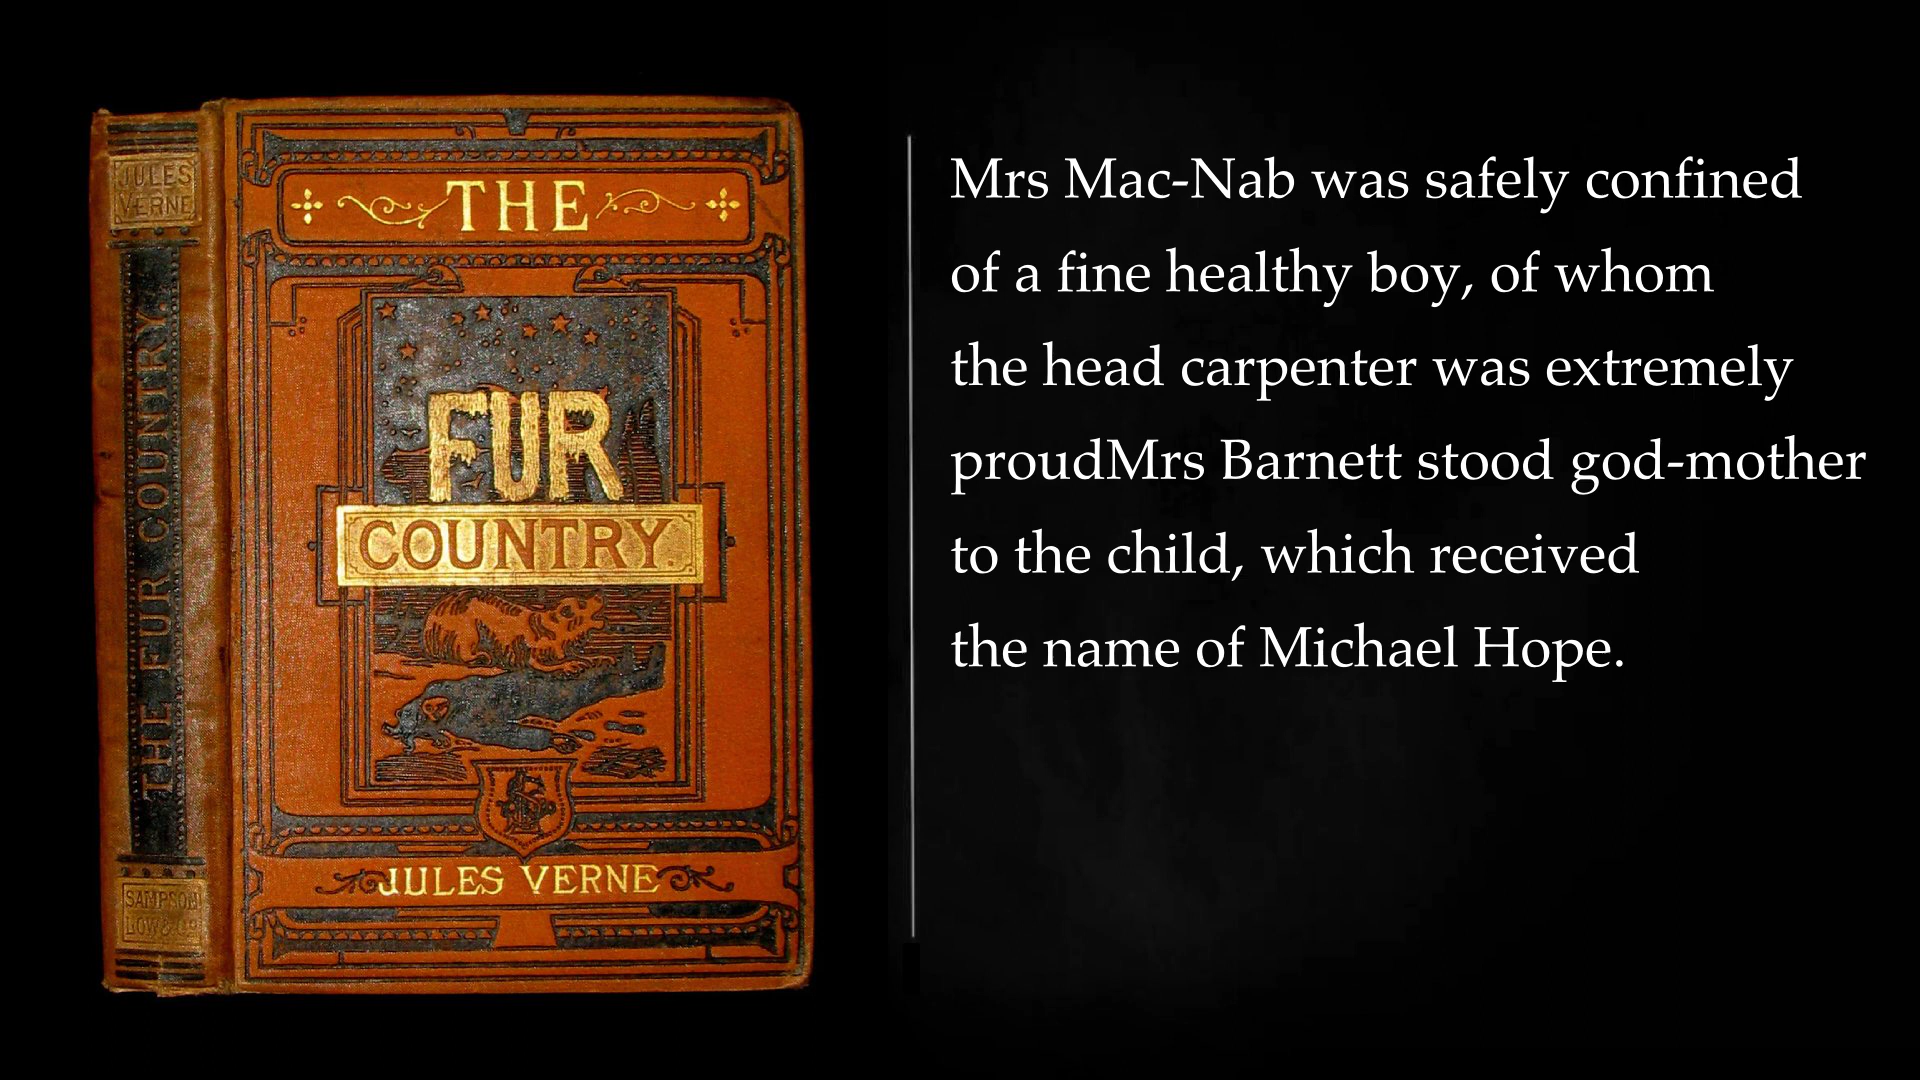 JULES
VERNE
THE FUR COUNTRY.
SAMPSON
LOW & Co
THE
FUR
COUNTRY.
JULES VERNE
Mrs Mac-Nab was safely confined
of a fine healthy boy, of whom
the head carpenter was extremely
proudMrs Barnett stood god-mother
to the child, which received
the name of Michael Hope.